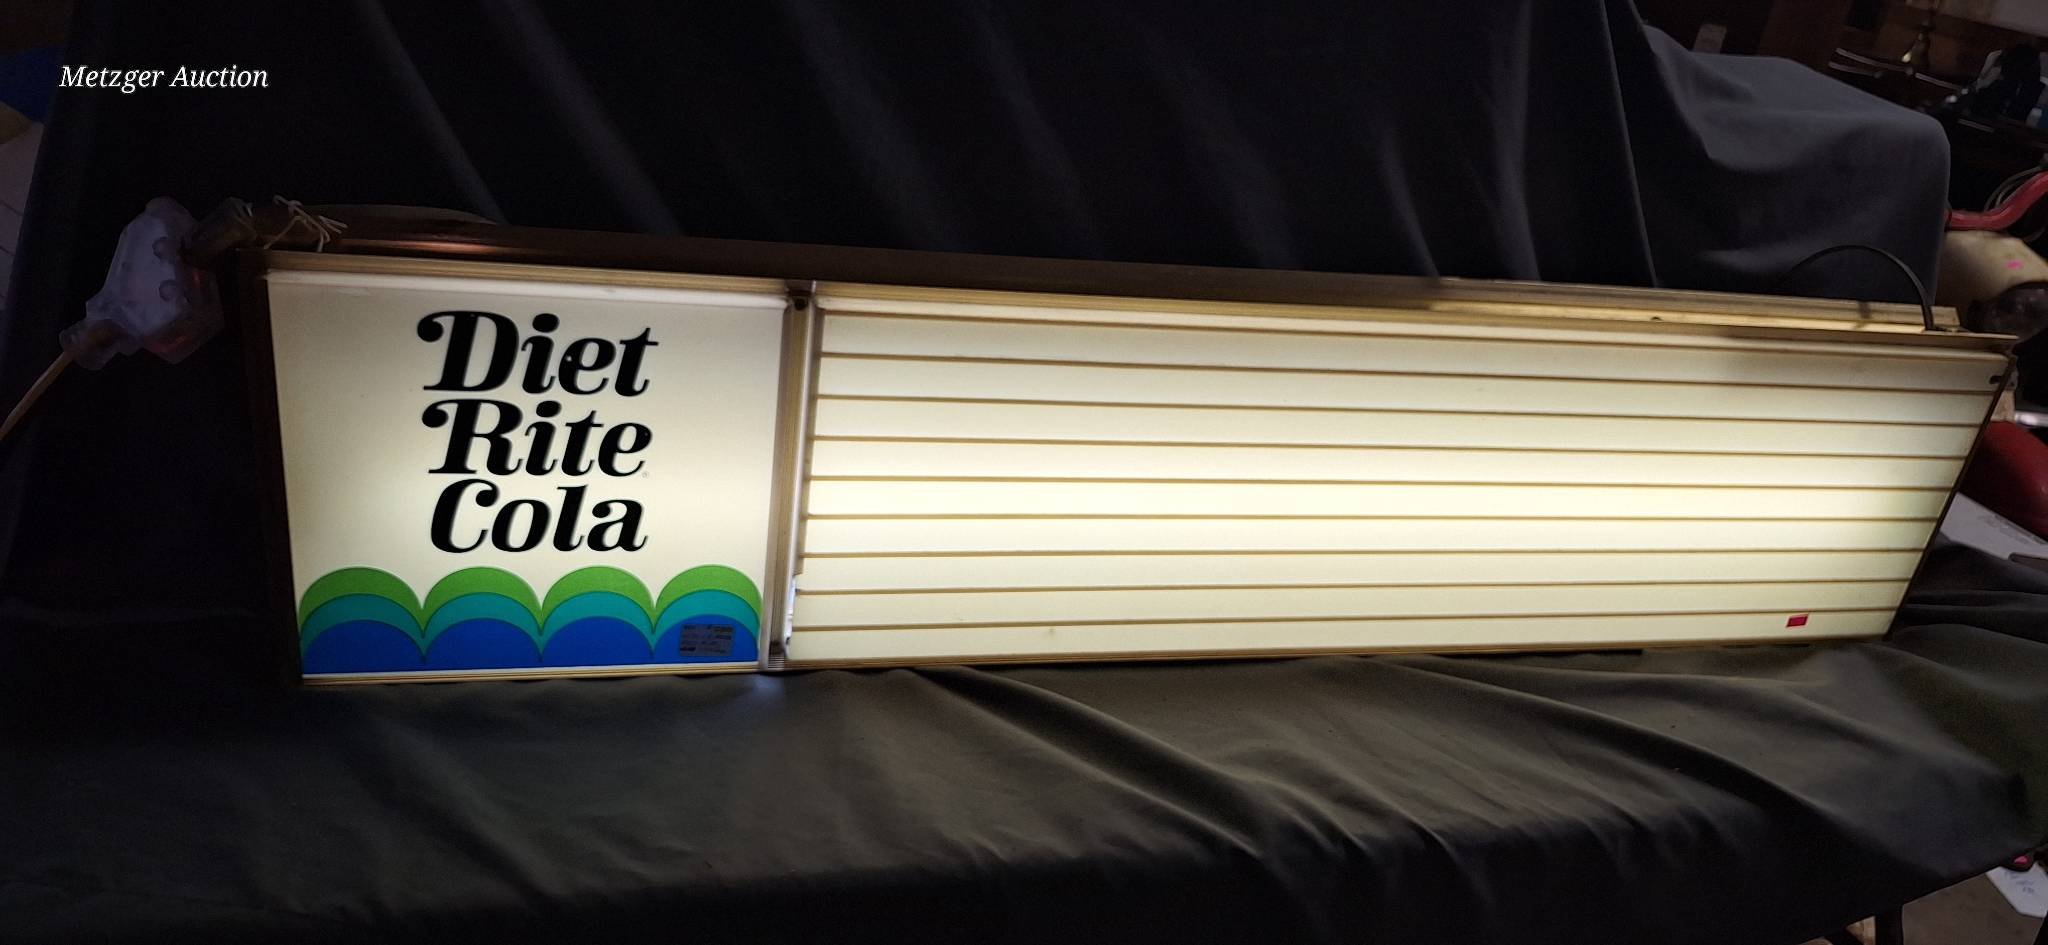 Metzger Auction
Diet
Rite
Cola